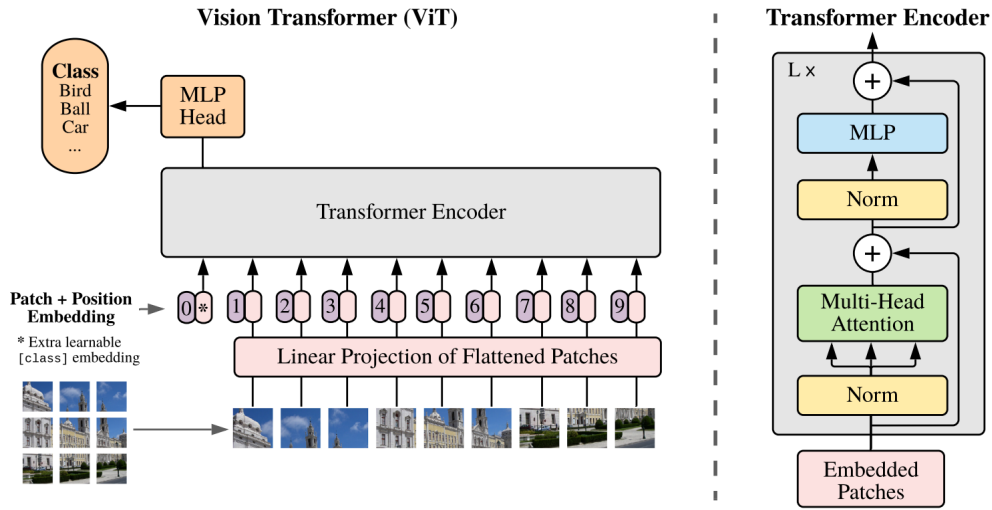 Vision Transformer (ViT)
Class
Bird
Ball
Car
...
MLP
Head
Transformer Encoder
Patch + Position
Embedding
0 * 1 2 3 4 5 6 7 8 9
* Extra learnable
[class] embedding
Linear Projection of Flattened Patches
Transformer Encoder
L ×
+
MLP
Norm
+
Multi-Head
Attention
Norm
Embedded
Patches